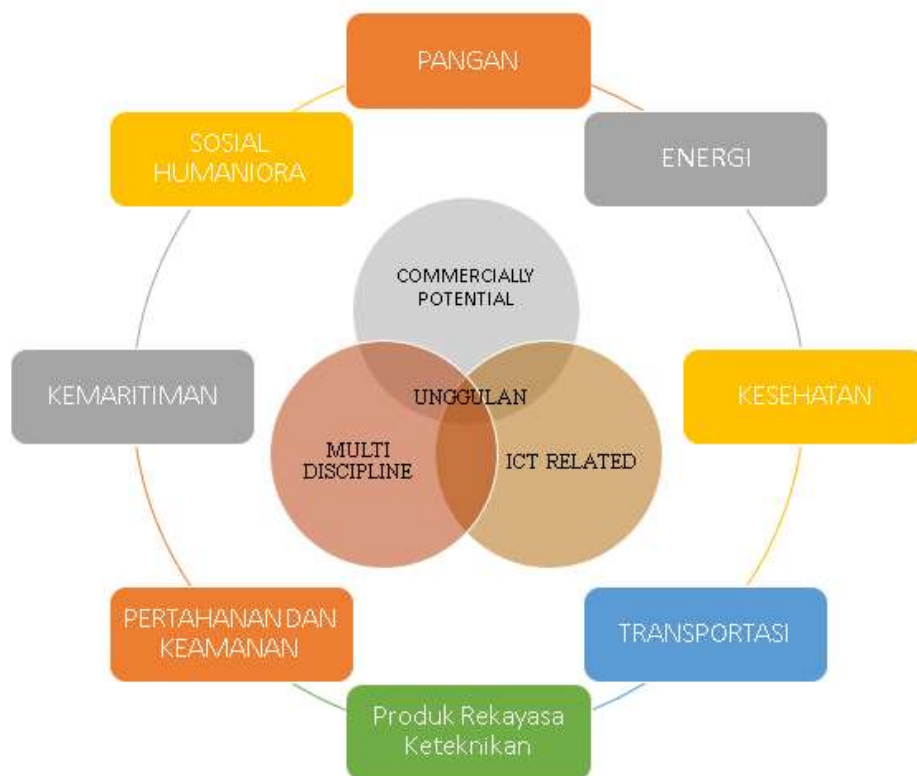 PANGAN
SOSIAL
HUMANIORA
ENERGI
COMMERCIALLY
POTENTIAL
KEMARITIMAN
UNGGULAN
KESEHATAN
MULTI
DISCIPLINE
ICT RELATED
PERTAHANAN DAN
KEAMANAN
TRANSPORTASI
Produk Rekayasa
Keteknikan